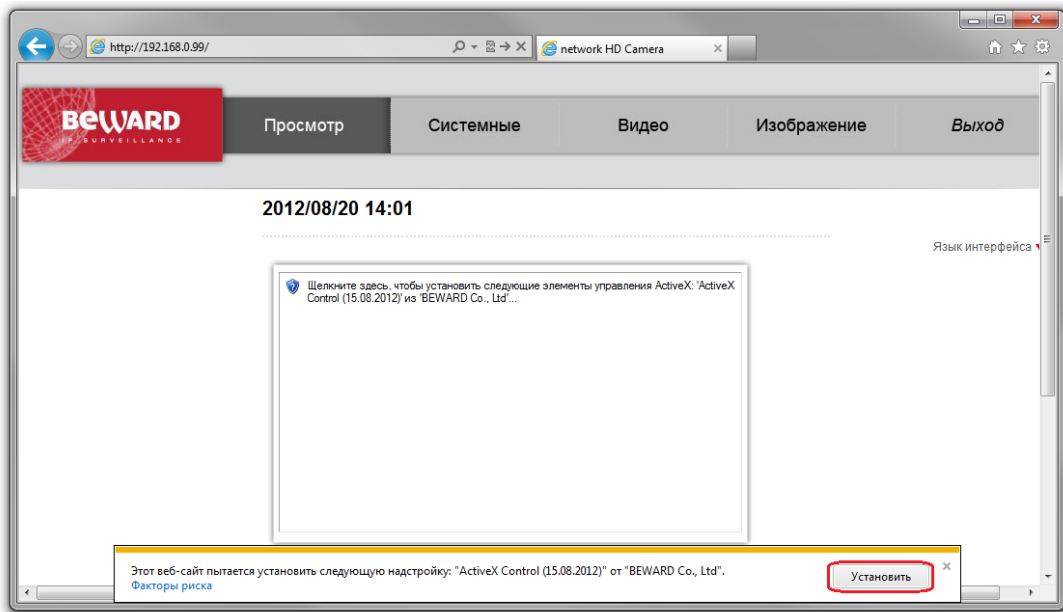 http://192.168.0.99/
network HD Camera
BEWARD
IP SURVEILLANCE
Просмотр
Системные
Видео
Изображение
Выход
2012/08/20 14:01
Язык интерфейса
Щелкните здесь, чтобы установить следующие элементы управления ActiveX: 'ActiveX
Control (15.08.2012)' из 'BEWARD Co., Ltd'...
Этот веб-сайт пытается установить следующую надстройку: "ActiveX Control (15.08.2012)" от "BEWARD Co., Ltd".
Факторы риска
Установить